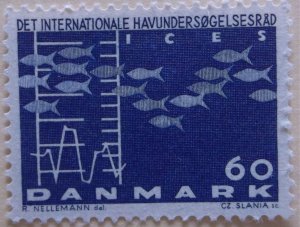 DET INTERNATIONALE HAVUNDERSØGELSESRÅD
ICES
60
DANMARK
R. NELLEMANN del. CZ. SLANIA sc.